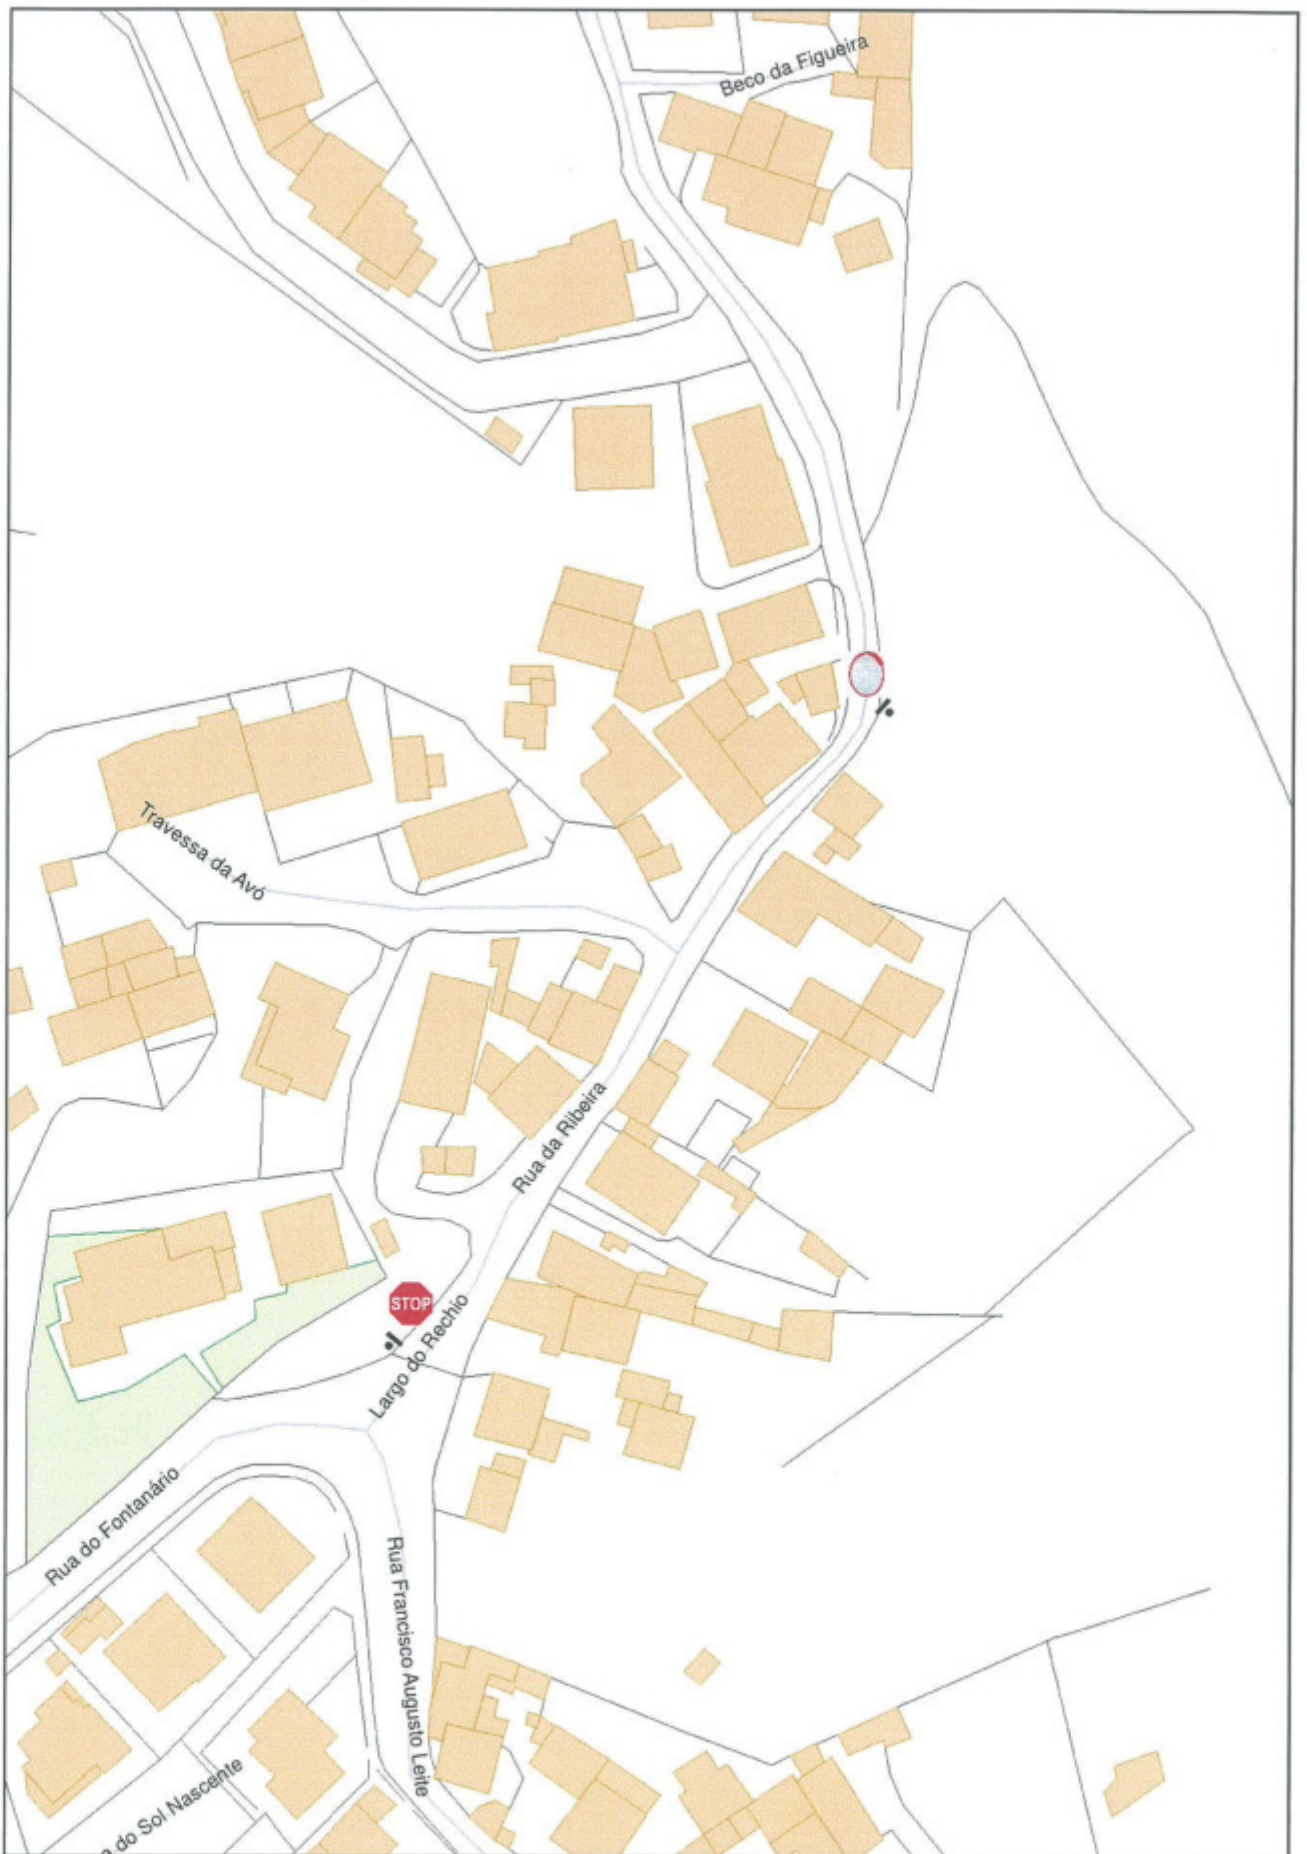 Beco da Figueira
Travessa da Avó
Rua da Ribeira
STOP
Largo do Rechio
Rua do Fontanário
Rua Francisco Augusto Leite
do Sol Nascente